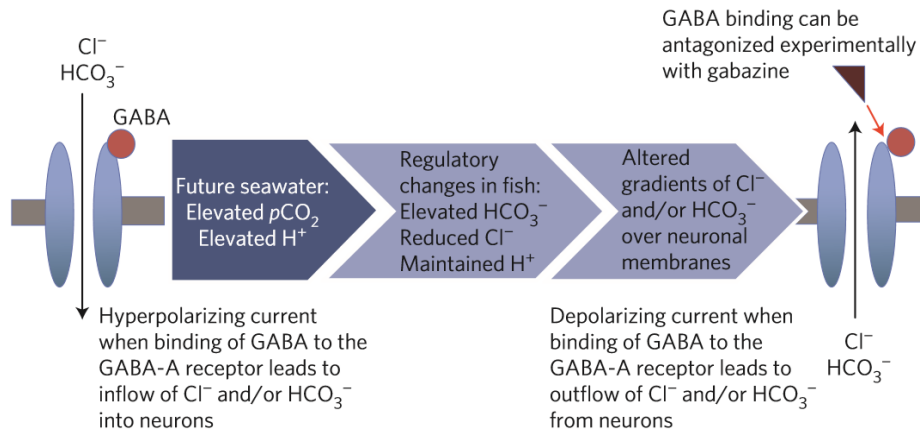 Cl⁻
HCO₃⁻
GABA
Hyperpolarizing current
when binding of GABA to the
GABA-A receptor leads to
inflow of Cl⁻ and/or HCO₃⁻
into neurons
Future seawater:
Elevated pCO₂
Elevated H⁺
Regulatory
changes in fish:
Elevated HCO₃⁻
Reduced Cl⁻
Maintained H⁺
Altered
gradients of Cl⁻
and/or HCO₃⁻
over neuronal
membranes
GABA binding can be
antagonized experimentally
with gabazine
Depolarizing current when
binding of GABA to the
GABA-A receptor leads to
outflow of Cl⁻ and/or HCO₃⁻
from neurons
Cl⁻
HCO₃⁻